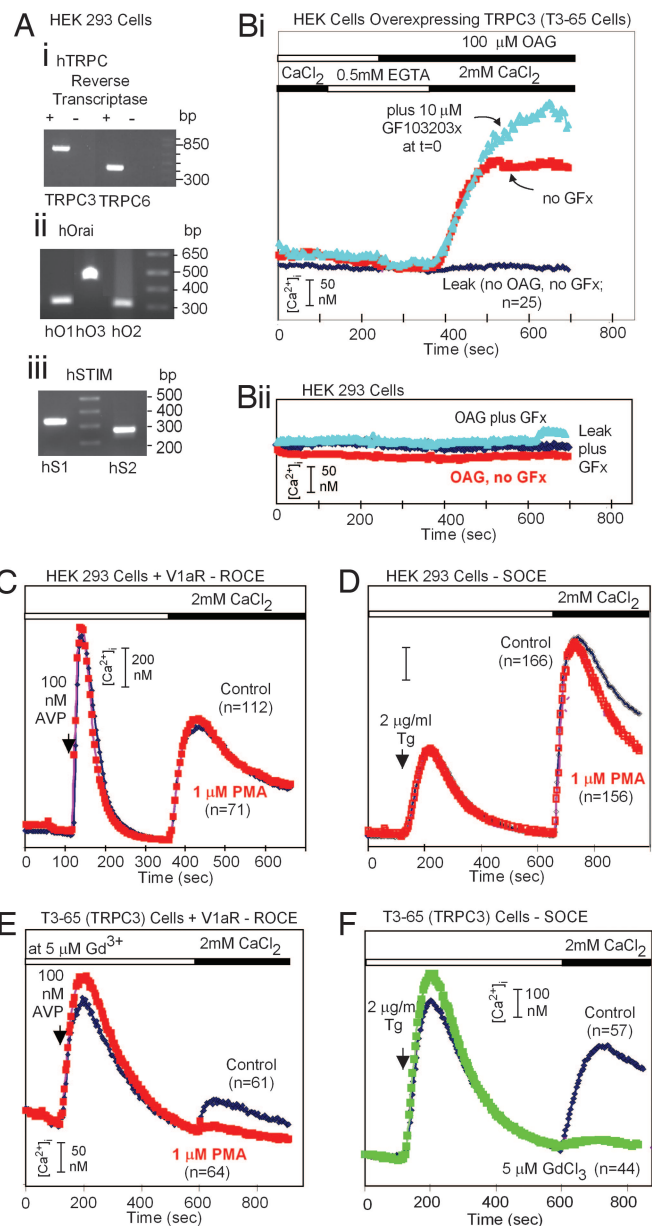 A HEK 293 Cells
i hTRPC
Reverse
Transcriptase
+ - + - bp
850
300
TRPC3 TRPC6
ii hOrai
650
500
400
300
hO1 hO3 hO2
iii hSTIM bp
500
400
300
200
hS1 hS2
Bi HEK Cells Overexpressing TRPC3 (T3-65 Cells)
100 µM OAG
CaCl2 0.5mM EGTA 2mM CaCl2
plus 10 µM
GF103203x
at t=0
no GFx
[Ca2+]i
50
nM
Leak (no OAG, no GFx;
n=25)
0 200 400 600 800
Time (sec)
Bii HEK 293 Cells
OAG plus GFx
Leak
plus
GFx
[Ca2+]i
50
nM
OAG, no GFx
0 200 400 600 800
Time (sec)
C HEK 293 Cells + V1aR - ROCE
2mM CaCl2
[Ca2+]i
200
nM
100
nM
AVP
Control
(n=112)
1 µM PMA
(n=71)
0 100 200 300 400 500 600
Time (sec)
D HEK 293 Cells - SOCE
2mM CaCl2
Control
(n=166)
2 µg/ml
Tg
1 µM PMA
(n=156)
0 200 400 600 800
Time (sec)
E T3-65 (TRPC3) Cells + V1aR - ROCE
at 5 µM Gd3+ 2mM CaCl2
100
nM
AVP
Control
(n=61)
[Ca2+]i
50
nM
1 µM PMA
(n=64)
0 200 400 600 800
Time (sec)
F T3-65 (TRPC3) Cells - SOCE
2mM CaCl2
[Ca2+]i
100
nM
2 µg/ml
Tg
Control
(n=57)
5 µM GdCl3 (n=44)
0 200 400 600 800
Time (sec)